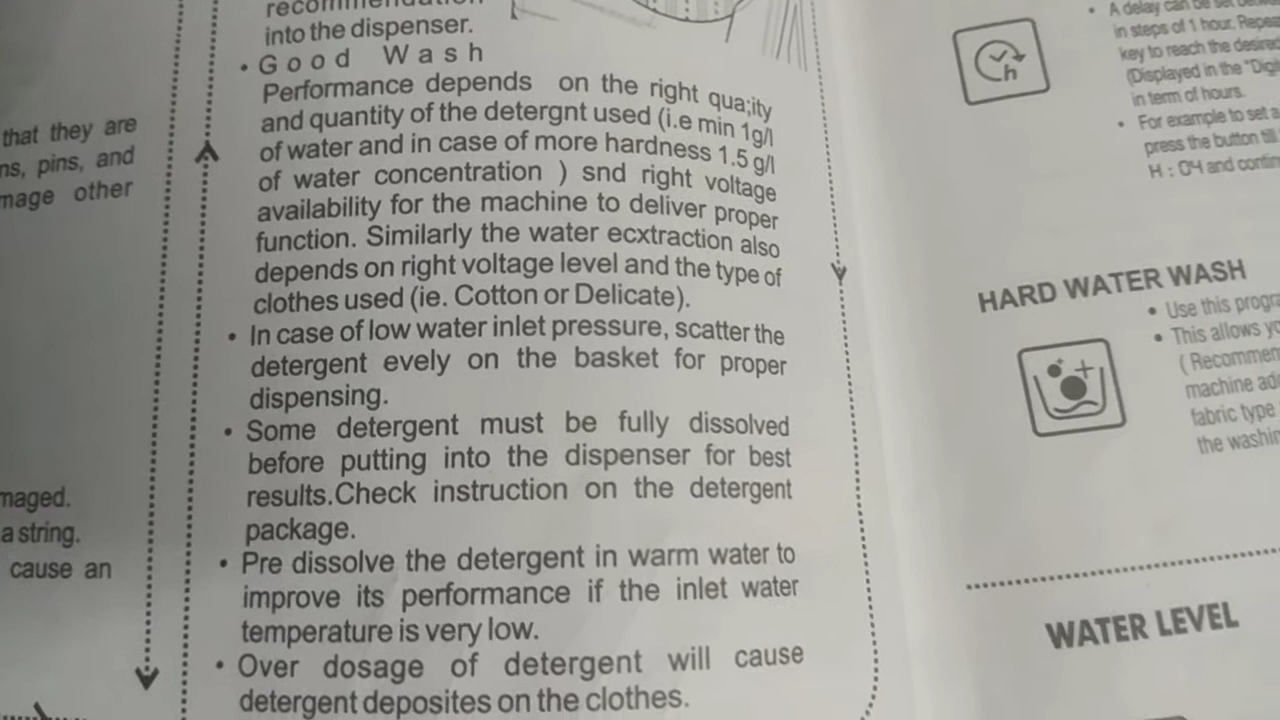 that they are
pins, and
other
maged.
a string.
cause an
into the dispenser.
• Good Wash
Performance depends on the right qua;ity
and quantity of the detergnt used (i.e min 1g/l
of water and in case of more hardness 1.5 g/l
of water concentration ) snd right voltage
availability for the machine to deliver proper
function. Similarly the water ecxtraction also
depends on right voltage level and the type of
clothes used (ie. Cotton or Delicate).
• In case of low water inlet pressure, scatter the
detergent evely on the basket for proper
dispensing.
• Some detergent must be fully dissolved
before putting into the dispenser for best
results.Check instruction on the detergent
package.
• Pre dissolve the detergent in warm water to
improve its performance if the inlet water
temperature is very low.
• Over dosage of detergent will cause
detergent deposites on the clothes.
• A delay can be set
in steps of 1 hour.
key to reach the desired
(Displayed in the
in term of hours.
• For example to set a
press the button till
H : 04 and
h
HARD WATER WASH
• Use this
• This allows
machine
fabric type.
the
WATER LEVEL